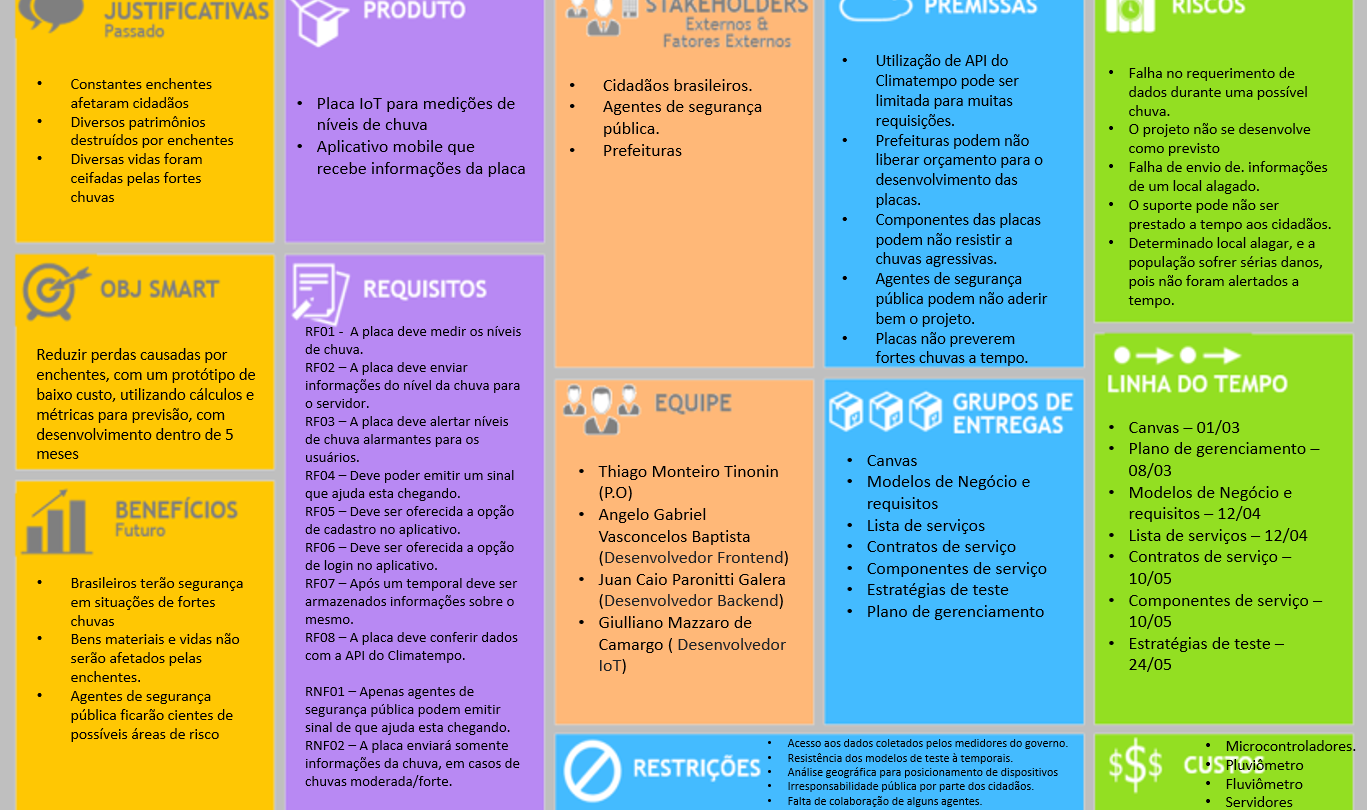 JUSTIFICATIVAS
Passado
Constantes enchentes
afetaram cidadãos
Diversos patrimônios
destruídos por enchentes
Diversas vidas foram
ceifadas pelas fortes
chuvas
OBJ SMART
Reduzir perdas causadas por
enchentes, com um protótipo de
baixo custo, utilizando cálculos e
métricas para previsão, com
desenvolvimento dentro de 5
meses
BENEFÍCIOS
Futuro
Brasileiros terão segurança
em situações de fortes
chuvas
Bens materiais e vidas não
serão afetados pelas
enchentes.
Agentes de segurança
pública ficarão cientes de
possíveis áreas de risco
PRODUTO
Placa IoT para medições de
níveis de chuva
Aplicativo mobile que
recebe informações da placa
REQUISITOS
RF01 - A placa deve medir os níveis
de chuva.
RF02 – A placa deve enviar
informações do nível da chuva para
o servidor.
RF03 – A placa deve alertar níveis
de chuva alarmantes para os
usuários.
RF04 – Deve poder emitir um sinal
que ajuda esta chegando.
RF05 – Deve ser oferecida a opção
de cadastro no aplicativo.
RF06 – Deve ser oferecida a opção
de login no aplicativo.
RF07 – Após um temporal deve ser
armazenados informações sobre o
mesmo.
RF08 – A placa deve conferir dados
com a API do Climatempo.
RNF01 – Apenas agentes de
segurança pública podem emitir
sinal de que ajuda esta chegando.
RNF02 – A placa enviará somente
informações da chuva, em casos de
chuvas moderada/forte.
STAKEHOLDERS
Externos &
Fatores Externos
Cidadãos brasileiros.
Agentes de segurança
pública.
Prefeituras
EQUIPE
Thiago Monteiro Tinonin
(P.O)
Angelo Gabriel
Vasconcelos Baptista
(Desenvolvedor Frontend)
Juan Caio Paronitti Galera
(Desenvolvedor Backend)
Giulliano Mazzaro de
Camargo ( Desenvolvedor
IoT)
PREMISSAS
Utilização de API do
Climatempo pode ser
limitada para muitas
requisições.
Prefeituras podem não
liberar orçamento para o
desenvolvimento das
placas.
Componentes das placas
podem não resistir a
chuvas agressivas.
Agentes de segurança
pública podem não aderir
bem o projeto.
Placas não preverem
fortes chuvas a tempo.
GRUPOS DE
ENTREGAS
Canvas
Modelos de Negócio e
requisitos
Lista de serviços
Contratos de serviço
Componentes de serviço
Estratégias de teste
Plano de gerenciamento
RESTRIÇÕES
Acesso aos dados coletados pelos medidores do governo.
Resistência dos modelos de teste à temporais.
Análise geográfica para posicionamento de dispositivos
Irresponsabilidade pública por parte dos cidadãos.
Falta de colaboração de alguns agentes.
RISCOS
Falha no requerimento de
dados durante uma possível
chuva.
O projeto não se desenvolve
como previsto
Falha de envio de. informações
de um local alagado.
O suporte pode não ser
prestado a tempo aos cidadãos.
Determinado local alagar, e a
população sofrer sérias danos,
pois não foram alertados a
tempo.
LINHA DO TEMPO
Canvas – 01/03
Plano de gerenciamento –
08/03
Modelos de Negócio e
requisitos – 12/04
Lista de serviços – 12/04
Contratos de serviço –
10/05
Componentes de serviço –
10/05
Estratégias de teste –
24/05
$$$ CUSTOS
Microcontroladores.
Pluviômetro
Fluviômetro
Servidores